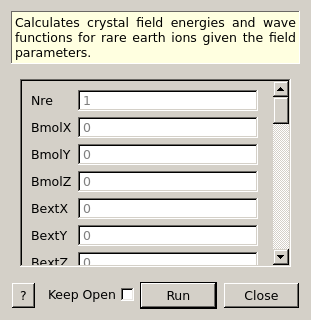 Calculates crystal field energies and wave
functions for rare earth ions given the field
parameters.
Nre 1
BmolX 0
BmolY 0
BmolZ 0
BextX 0
BextY 0
BextZ 0
? Keep Open Run Close